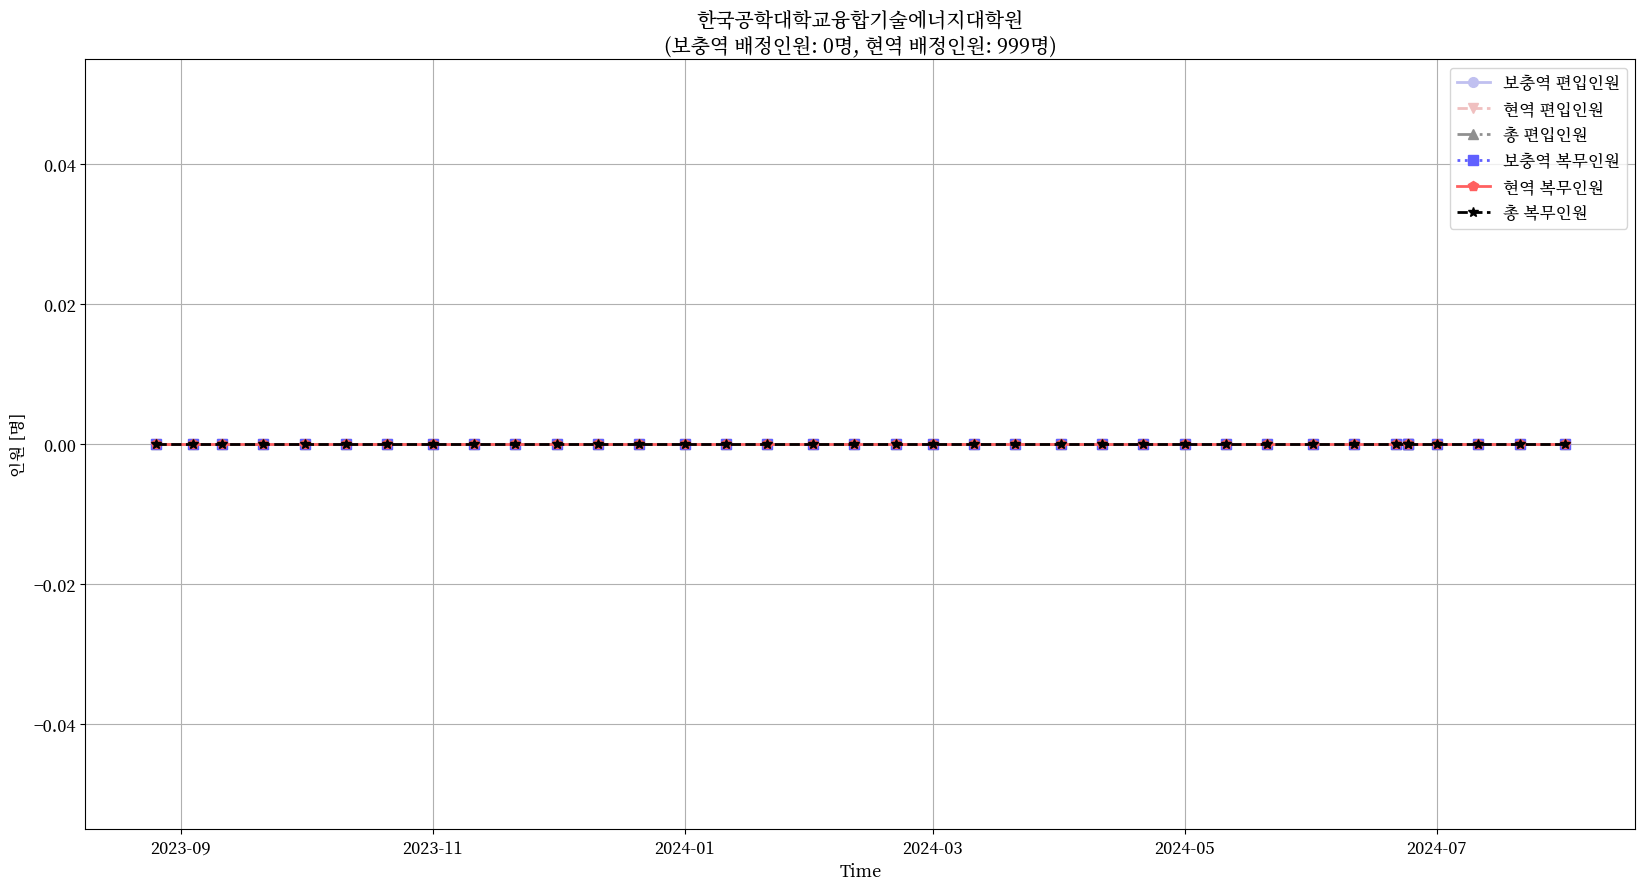 한국공학대학교융합기술에너지대학원
(보충역 배정인원: 0명, 현역 배정인원: 999명)
보충역 편입인원
현역 편입인원
총 편입인원
보충역 복무인원
현역 복무인원
총 복무인원
0.04
0.02
0.00
−0.02
−0.04
인원 [명]
2023-09 2023-11 2024-01 2024-03 2024-05 2024-07
Time